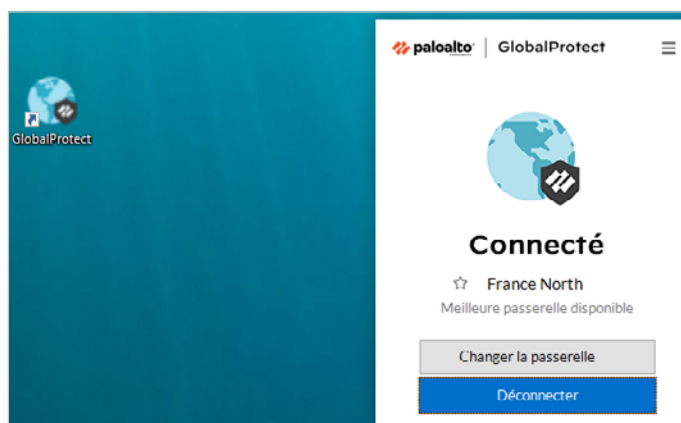 paloalto | GlobalProtect
GlobalProtect
Connecté
France North
Meilleure passerelle disponible
Changer la passerelle
Déconnecter